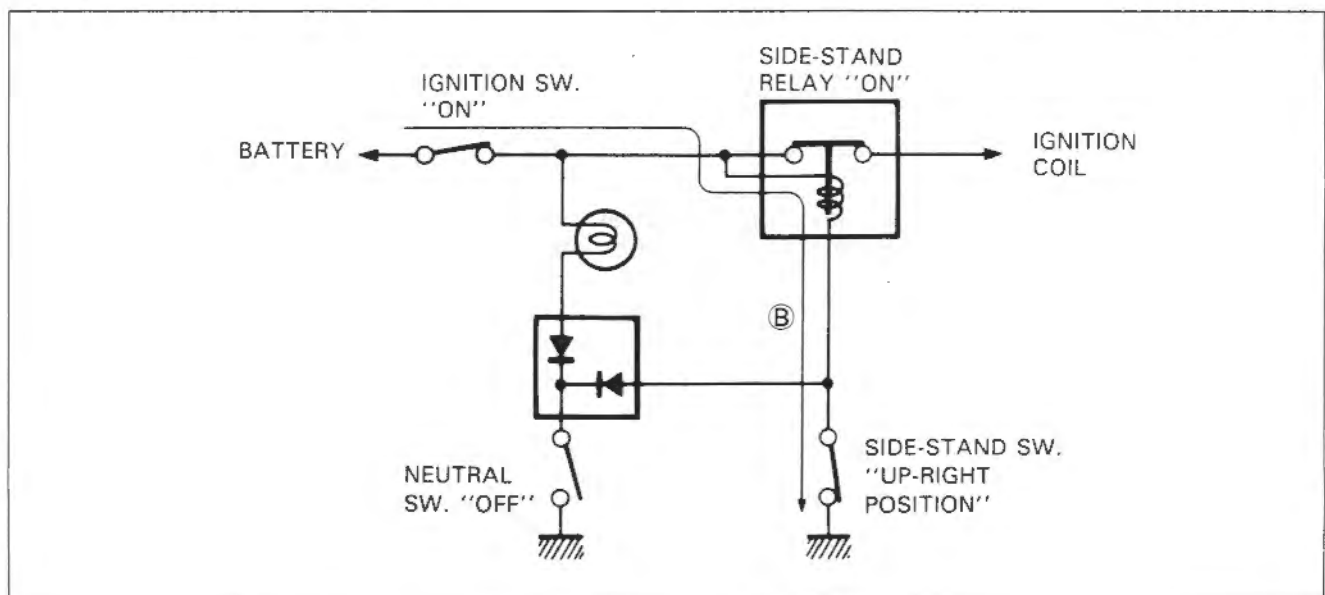 SIDE-STAND
RELAY "ON"
IGNITION SW.
"ON"
BATTERY
IGNITION
COIL
Ⓑ
NEUTRAL
SW. "OFF"
SIDE-STAND SW.
"UP-RIGHT
POSITION"